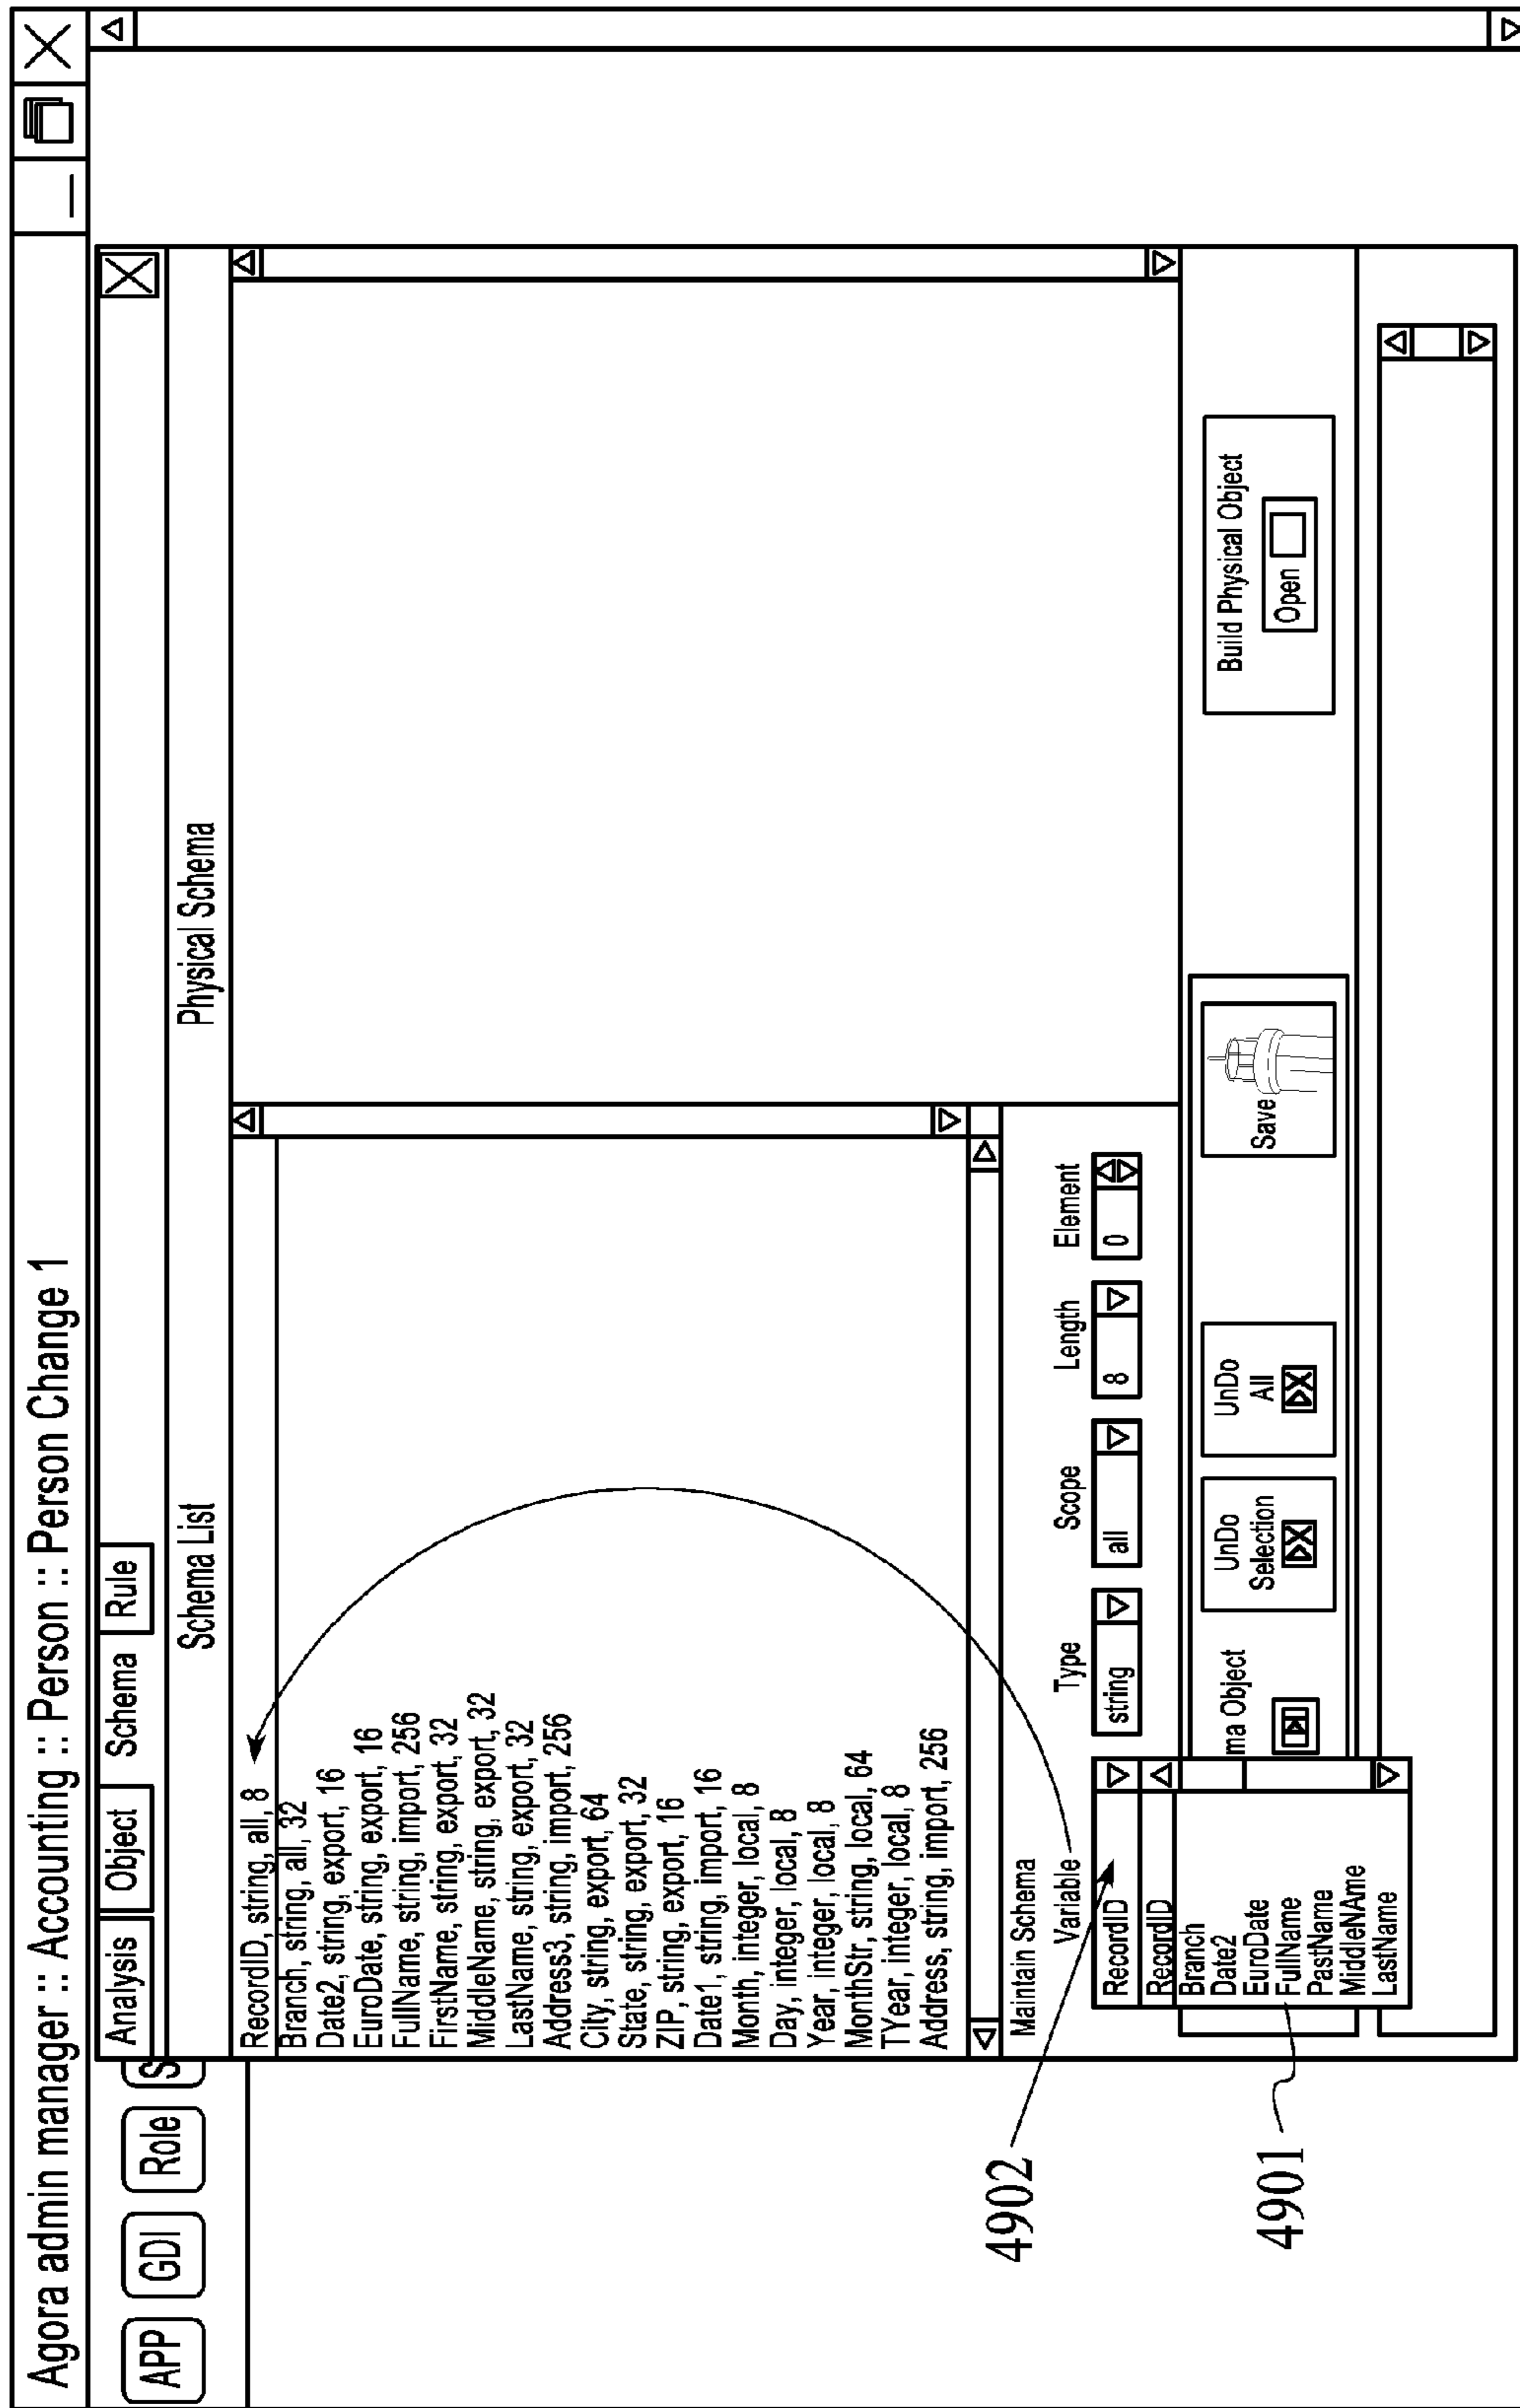 Agora admin manager :: Accounting :: Person :: Person Change 1
APP GDI Role S
Analysis Object Schema Rule
Schema List Physical Schema
RecordID, string, all, 8
Branch, string, all, 32
Date2, string, export, 16
EuroDate, string, export, 16
FullName, string, import, 256
FirstName, string, export, 32
MiddleName, string, export, 32
LastName, string, export, 32
Address3, string, import, 256
City, string, export, 64
State, string, export, 32
ZIP, string, export, 16
Date1, string, import, 16
Month, integer, local, 8
Day, integer, local, 8
Year, integer, local, 8
MonthStr, string, local, 64
TYear, integer, local, 8
Address, string, import, 256
Maintain Schema
Variable Type Scope Length Element
RecordID string all 8 0
RecordID
Branch
Date2
EuroDate
FullName
PastName
MiddleNAme
LastName
ma Object
UnDo
Selection
UnDo
All
Save
Build Physical Object
Open
4902
4901